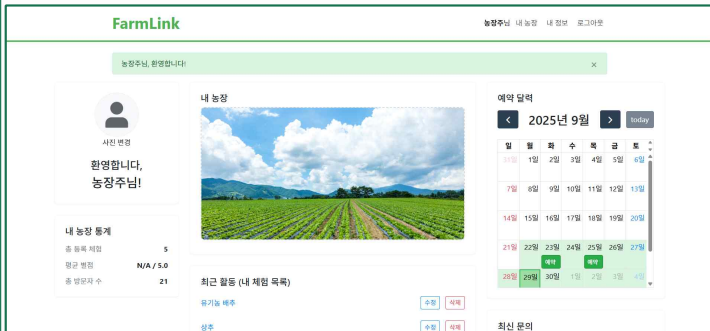 FarmLink
농장주님 내 농장 내 정보 로그아웃
농장주님, 환영합니다! ×
사진 변경
환영합니다,
농장주님!
내 농장 통계
총 등록 체험 5
평균 별점 N/A / 5.0
총 방문자 수 21
내 농장
최근 활동 (내 체험 목록)
유기농 배추 수정 삭제
상추 수정 삭제
예약 달력
2025년 9월 today
일 월 화 수 목 금 토
31일 1일 2일 3일 4일 5일 6일
7일 8일 9일 10일 11일 12일 13일
14일 15일 16일 17일 18일 19일 20일
21일 22일 23일 24일 25일 26일 27일
예약 예약
28일 29일 30일 1일 2일 3일 4일
최신 문의